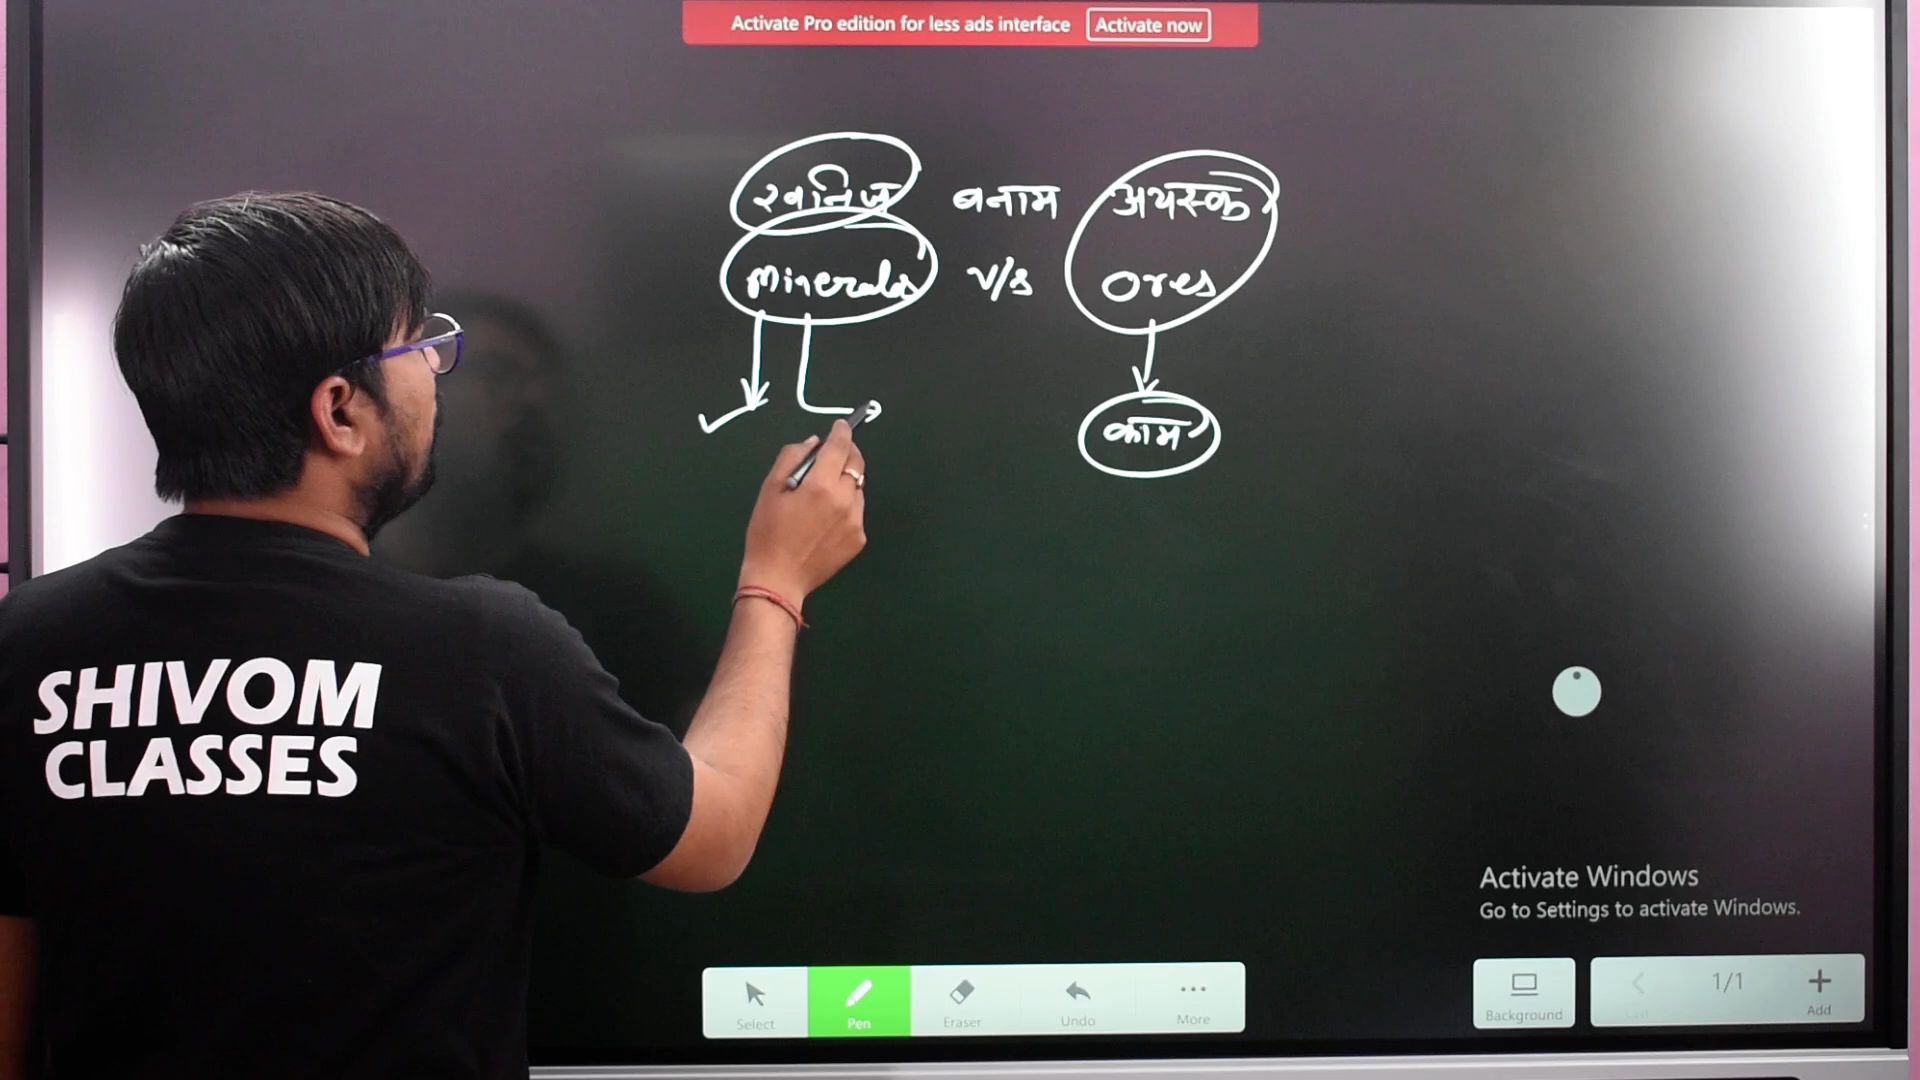 Activate Pro edition for less ads interface Activate now
खनिज बनाम अयस्क
Minerals v/s Ores
काम
SHIVOM
CLASSES
Activate Windows
Go to Settings to activate Windows.
Select Pen Eraser Undo More
Background 1/1 Add